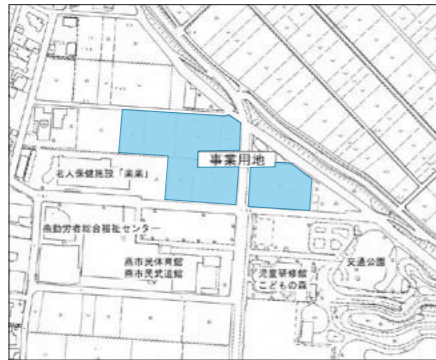 事業用地
老人保健施設「楽楽」
燕勤労者総合福祉センター
燕市民体育館
燕市民武道館
児童研修館
こどもの森
交通公園